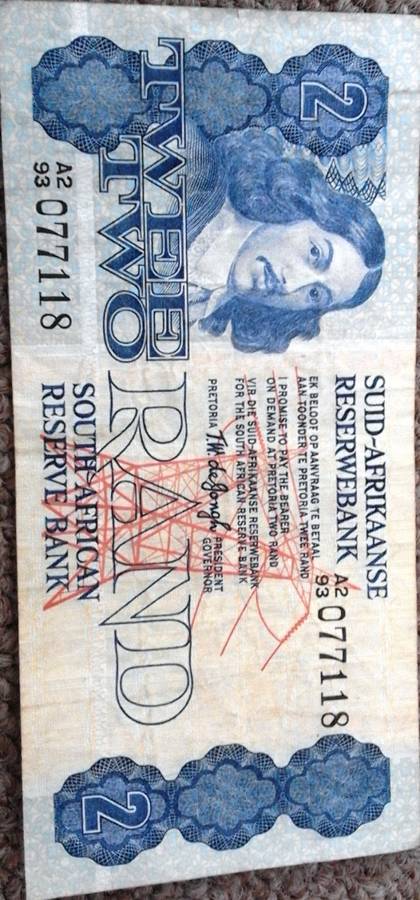 2
SUID-AFRIKAANSE
RESERWEBANK
A2
93 077118
EK BELOOF OP AANVRAAG TE BETAAL
AAN TOONDER TE PRETORIA TWEE RAND
I PROMISE TO PAY THE BEARER
ON DEMAND AT PRETORIA TWO RAND
VIR DIE SUID-AFRIKAANSE RESERWEBANK
FOR THE SOUTH AFRICAN RESERVE BANK
PRETORIA J.W. de Jongh PRESIDENT
GOVERNOR
TWEE
TWO
RAND
A2
93 077118
SOUTH AFRICAN
RESERVE BANK
2